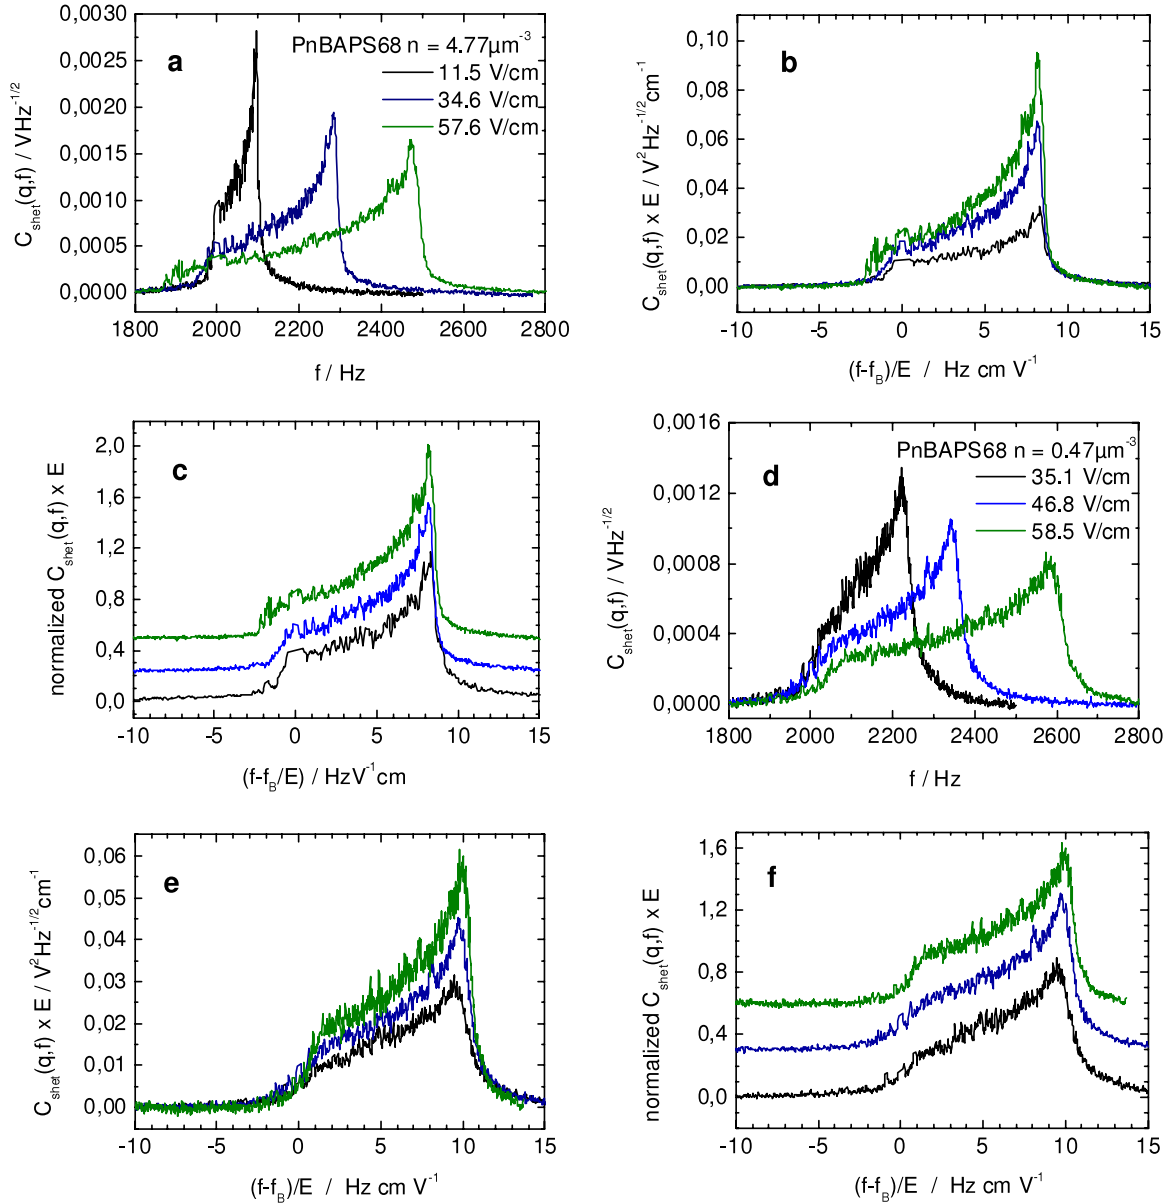 a
PnBAPS68 n = 4.77µm⁻³
11.5 V/cm
34.6 V/cm
57.6 V/cm
C_shet(q,f) / VHz^-1/2
0,0030
0,0025
0,0020
0,0015
0,0010
0,0005
0,0000
1800 2000 2200 2400 2600 2800
f / Hz
b
C_shet(q,f) x E / V²Hz^-1/2cm⁻¹
0,10
0,08
0,06
0,04
0,02
0,00
-10 -5 0 5 10 15
(f-f_B)/E / Hz cm V⁻¹
c
normalized C_shet(q,f) x E
2,0
1,6
1,2
0,8
0,4
0,0
-10 -5 0 5 10 15
(f-f_B/E) / HzV⁻¹cm
d
PnBAPS68 n = 0.47µm⁻³
35.1 V/cm
46.8 V/cm
58.5 V/cm
C_shet(q,f) / VHz^-1/2
0,0016
0,0012
0,0008
0,0004
0,0000
1800 2000 2200 2400 2600 2800
f / Hz
e
C_shet(q,f) x E / V²Hz^-1/2cm⁻¹
0,06
0,05
0,04
0,03
0,02
0,01
0,00
-10 -5 0 5 10 15
(f-f_B)/E / Hz cm V⁻¹
f
normalized C_shet(q,f) x E
1,6
1,2
0,8
0,4
0,0
-10 -5 0 5 10 15
(f-f_B)/E / Hz cm V⁻¹